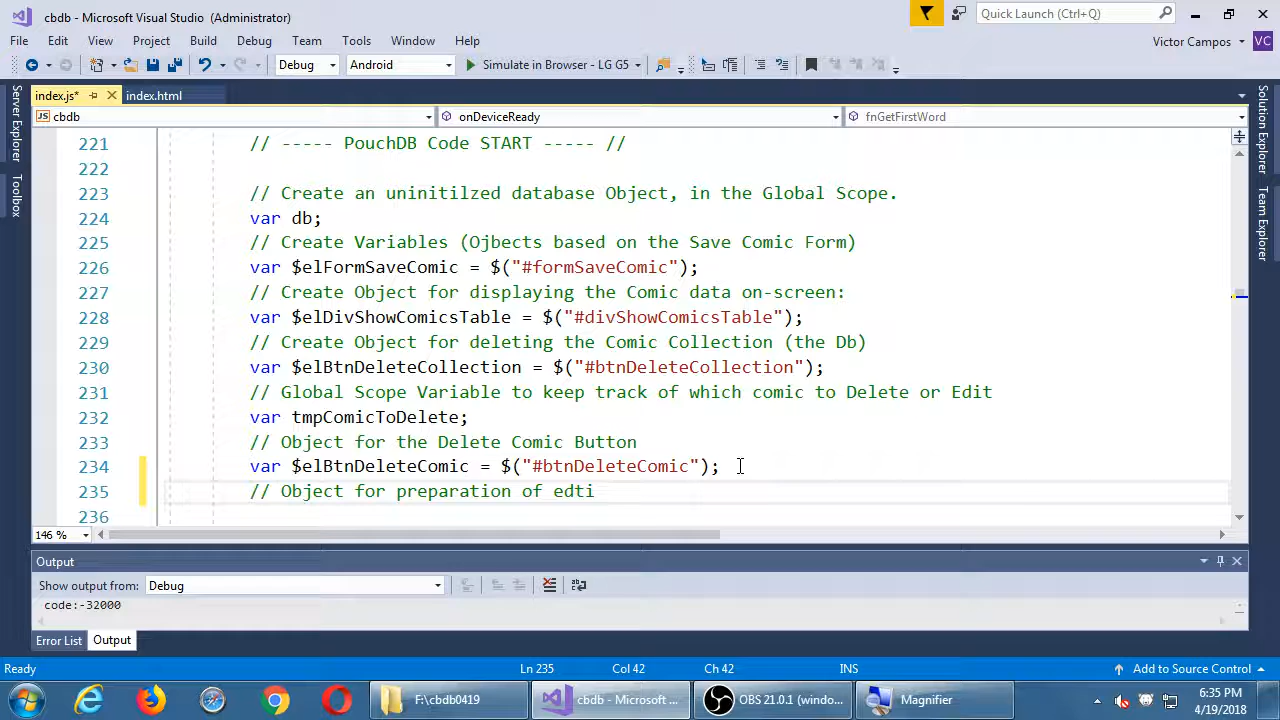 cbdb - Microsoft Visual Studio (Administrator)
Quick Launch (Ctrl+Q)
File Edit View Project Build Debug Team Tools Window Help
Victor Campos VC
Debug Android Simulate in Browser - LG G5
index.js* index.html
JS cbdb onDeviceReady fnGetFirstWord
Server Explorer
Toolbox
Solution Explorer
Team Explorer
221 // ----- PouchDB Code START ----- //
222
223 // Create an uninitilzed database Object, in the Global Scope.
224 var db;
225 // Create Variables (Ojbects based on the Save Comic Form)
226 var $elFormSaveComic = $("#formSaveComic");
227 // Create Object for displaying the Comic data on-screen:
228 var $elDivShowComicsTable = $("#divShowComicsTable");
229 // Create Object for deleting the Comic Collection (the Db)
230 var $elBtnDeleteCollection = $("#btnDeleteCollection");
231 // Global Scope Variable to keep track of which comic to Delete or Edit
232 var tmpComicToDelete;
233 // Object for the Delete Comic Button
234 var $elBtnDeleteComic = $("#btnDeleteComic");
235 // Object for preparation of edti
236
146 %
Output
Show output from: Debug
code:-32000
Error List Output
Ready Ln 235 Col 42 Ch 42 INS Add to Source Control
F:\cbdb0419 cbdb - Microsoft ... OBS 21.0.1 (windo... Magnifier
6:35 PM
4/19/2018